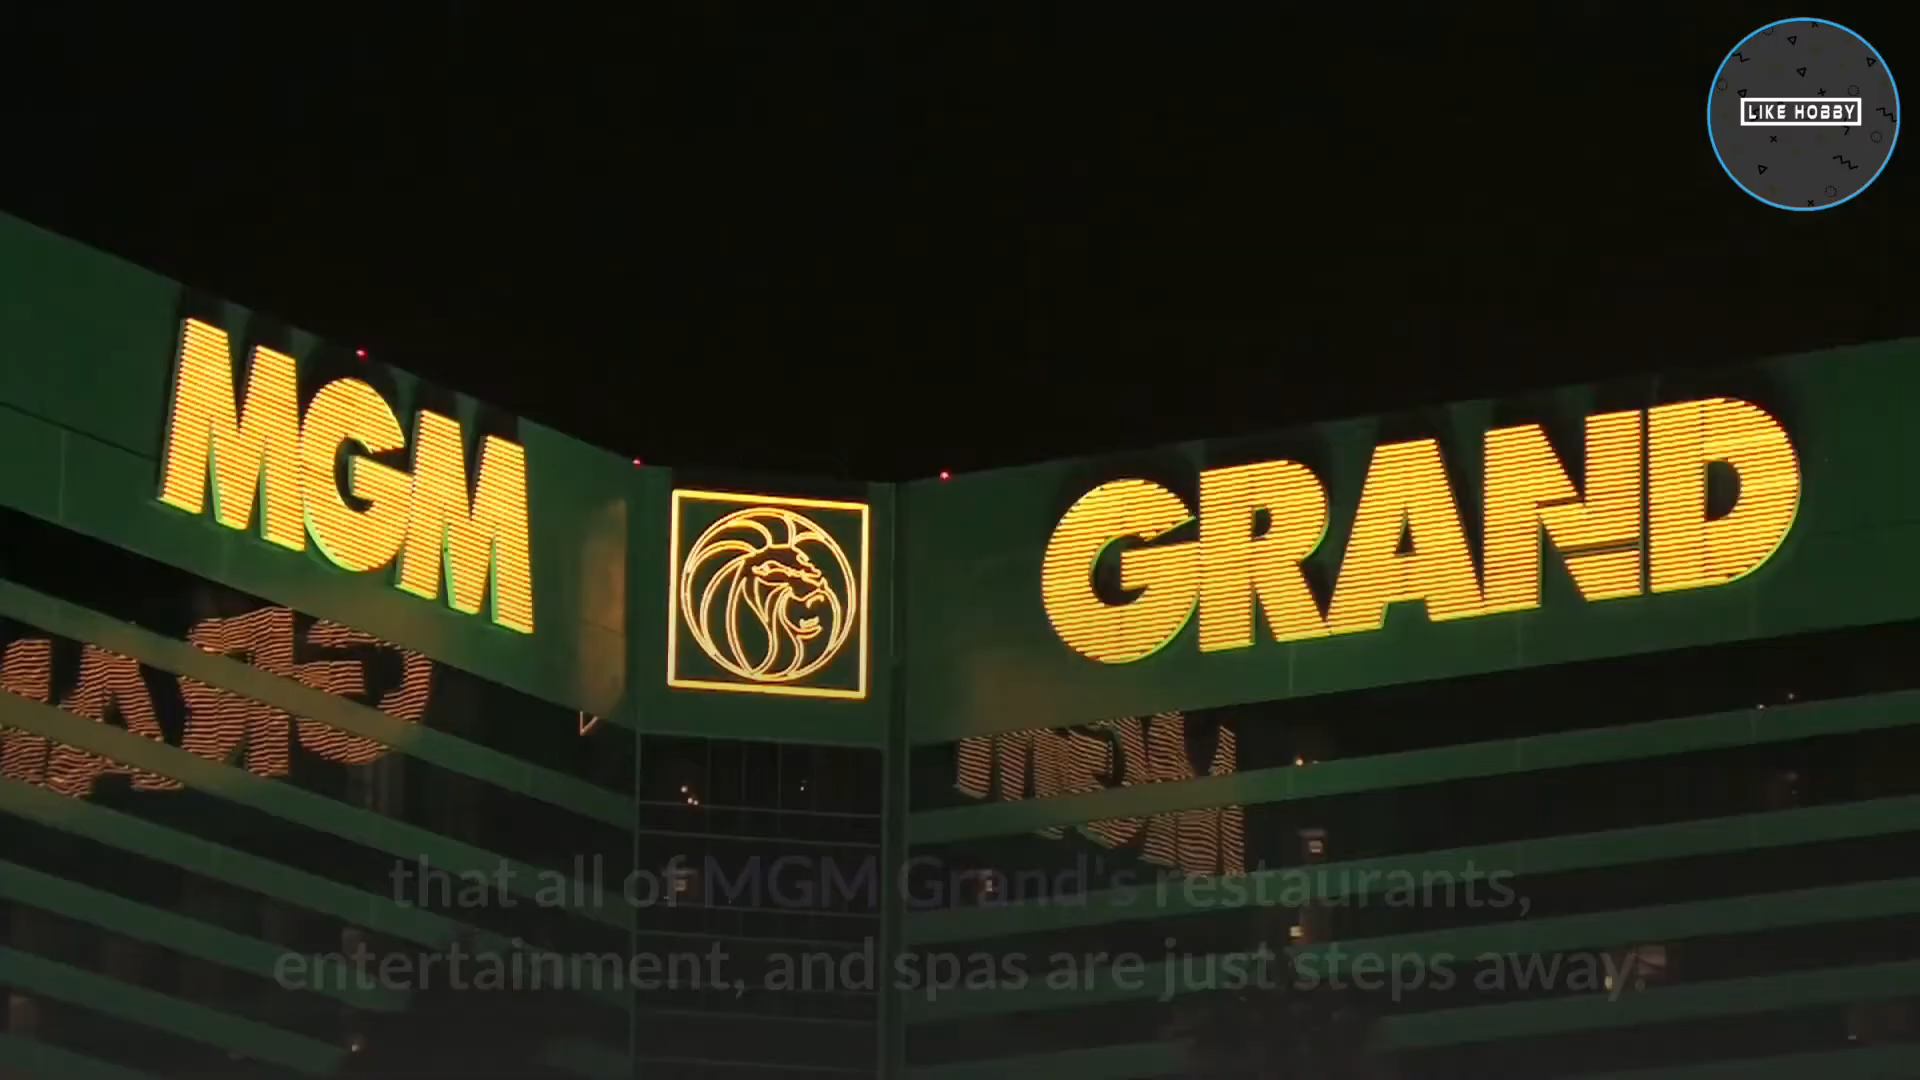 LIKE HOBBY
MGM
GRAND
that all of MGM Grand's restaurants,
entertainment, and spas are just steps away.